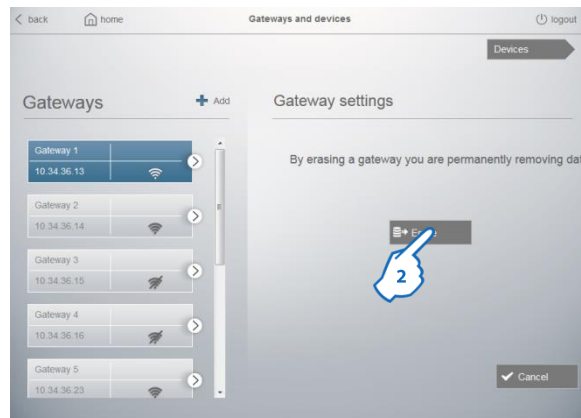 back
home
Gateways and devices
logout
Devices
Gateways
Add
Gateway settings
Gateway 1
10.34.36.13
By erasing a gateway you are permanently removing
Gateway 2
10.34.36.14
Gateway 3
10.34.36.15
2
Gateway 4
10.34.36.16
Gateway 5
10.34.36.23
Cancel